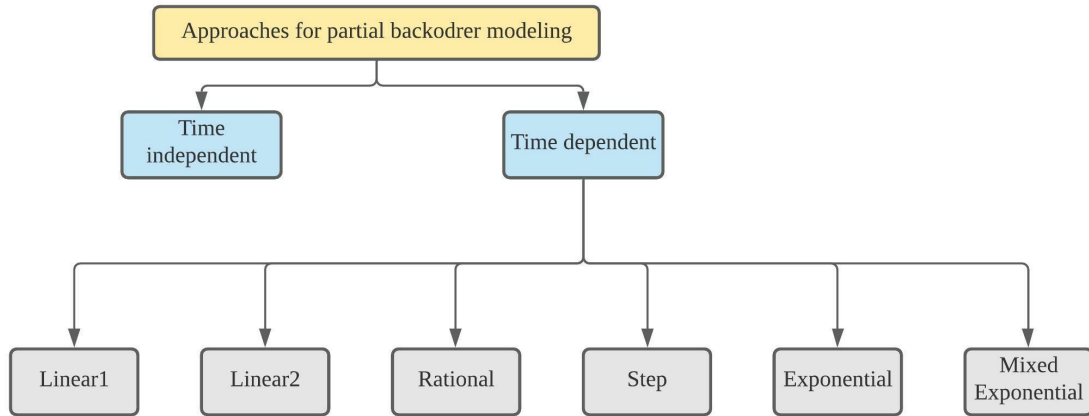 Approaches for partial backodrer modeling
Time
independent
Time dependent
Linear1
Linear2
Rational
Step
Exponential
Mixed
Exponential